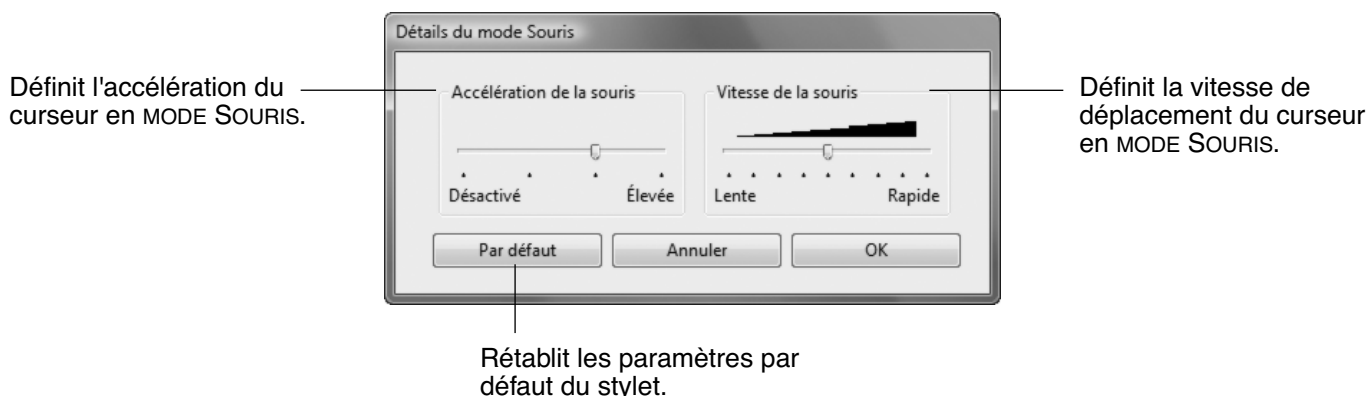 Détails du mode Souris
Définit l'accélération du
curseur en MODE SOURIS.
Accélération de la souris
Désactivé
Élevée
Vitesse de la souris
Lente
Rapide
Définit la vitesse de
déplacement du curseur
en MODE SOURIS.
Par défaut
Annuler
OK
Rétablit les paramètres par
défaut du stylet.